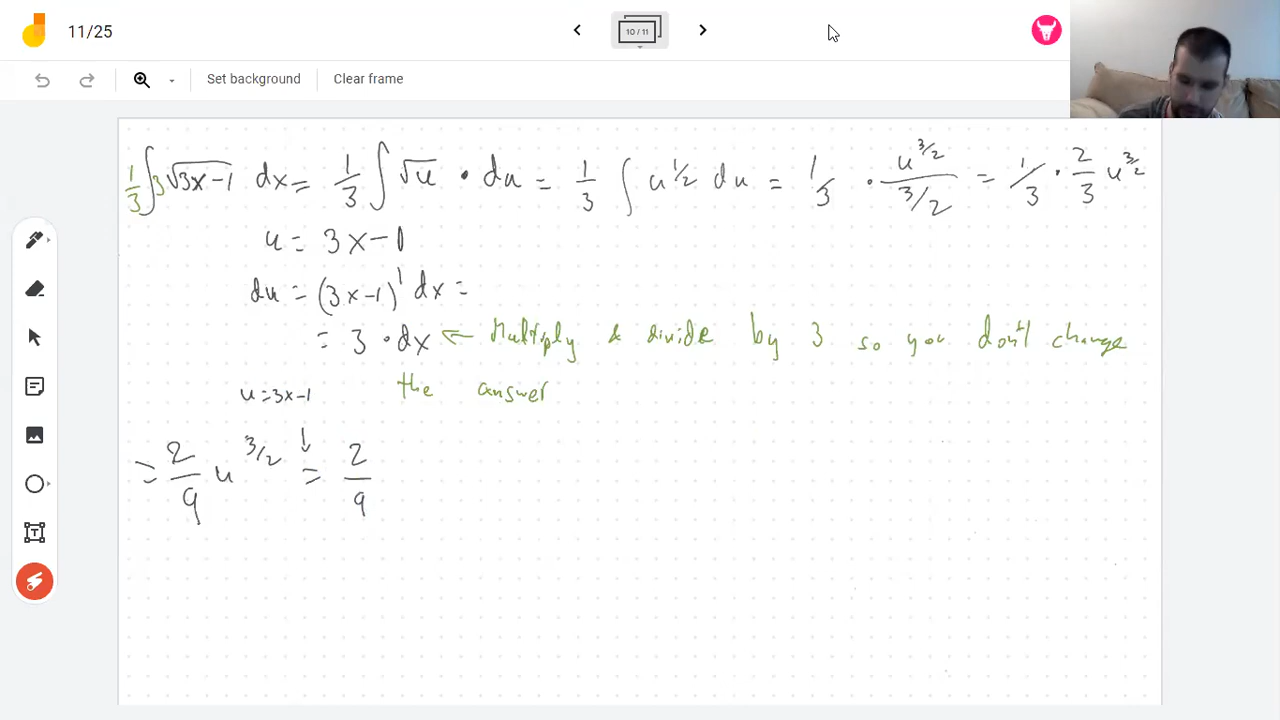 11/25
10 / 11
Set background
Clear frame
1/3 ∫ 3 √3x-1 dx = 1/3 ∫ √u • du = 1/3 ∫ u^1/2 du = 1/3 • u^3/2 / 3/2 = 1/3 • 2/3 u^3/2
u = 3x-1
du = (3x-1)' dx =
= 3 • dx ← Multiply & divide by 3 so you don't change
the answer
u=3x-1
= 2/9 u^3/2 ↓= 2/9
T